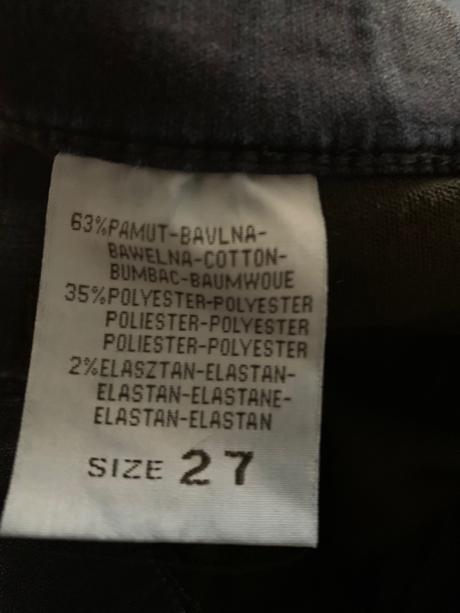 63%PAMUT-BAVLNA-
BAWELNA-COTTON-
BUMBAC-BAUMWOUE
35%POLYESTER-POLYESTER
POLIESTER-POLYESTER
POLIESTER-POLYESTER
2%ELASZTAN-ELASTAN-
ELASTAN-ELASTANE-
ELASTAN-ELASTAN
SIZE 27